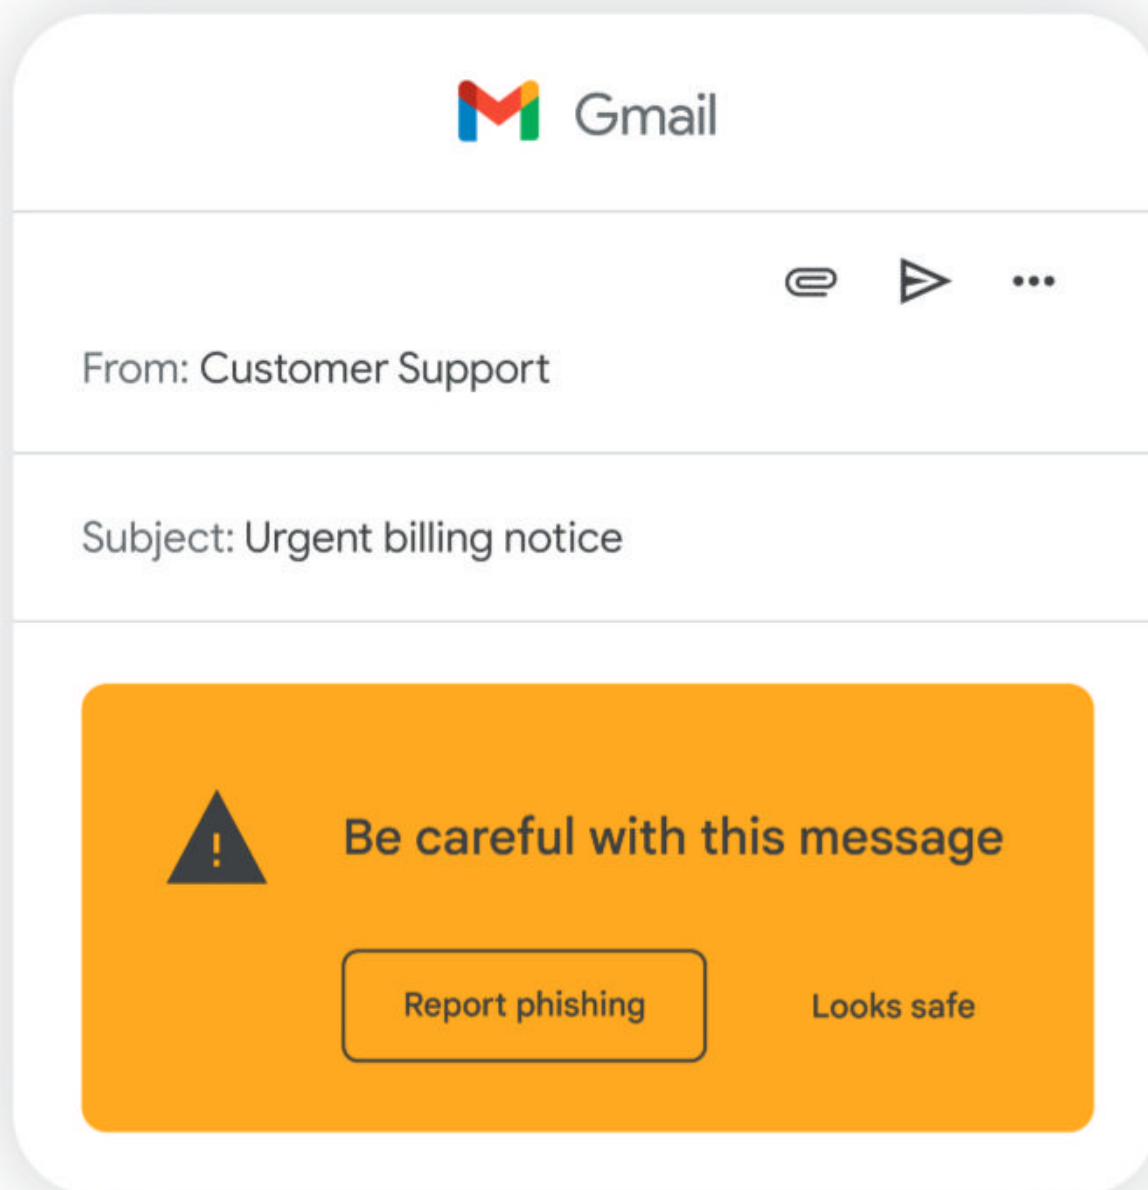 Gmail
From: Customer Support
Subject: Urgent billing notice
Be careful with this message
Report phishing
Looks safe